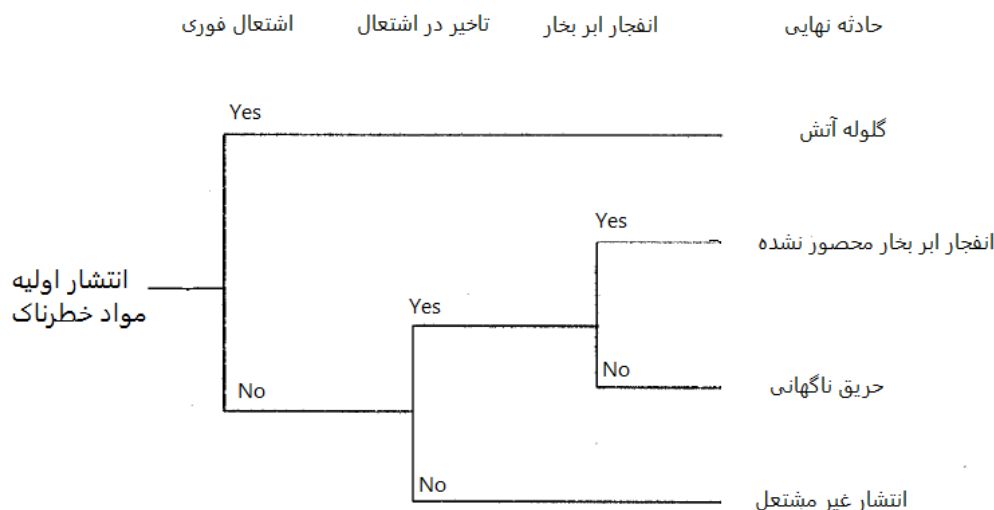 حادثه نهایی
انفجار ابر بخار
تاخیر در اشتعال
اشتعال فوری
Yes
گلوله آتش
Yes
انفجار ابر بخار محصور نشده
انتشار اولیه
مواد خطرناک
Yes
No
No
حریق ناگهانی
No
انتشار غیر مشتعل